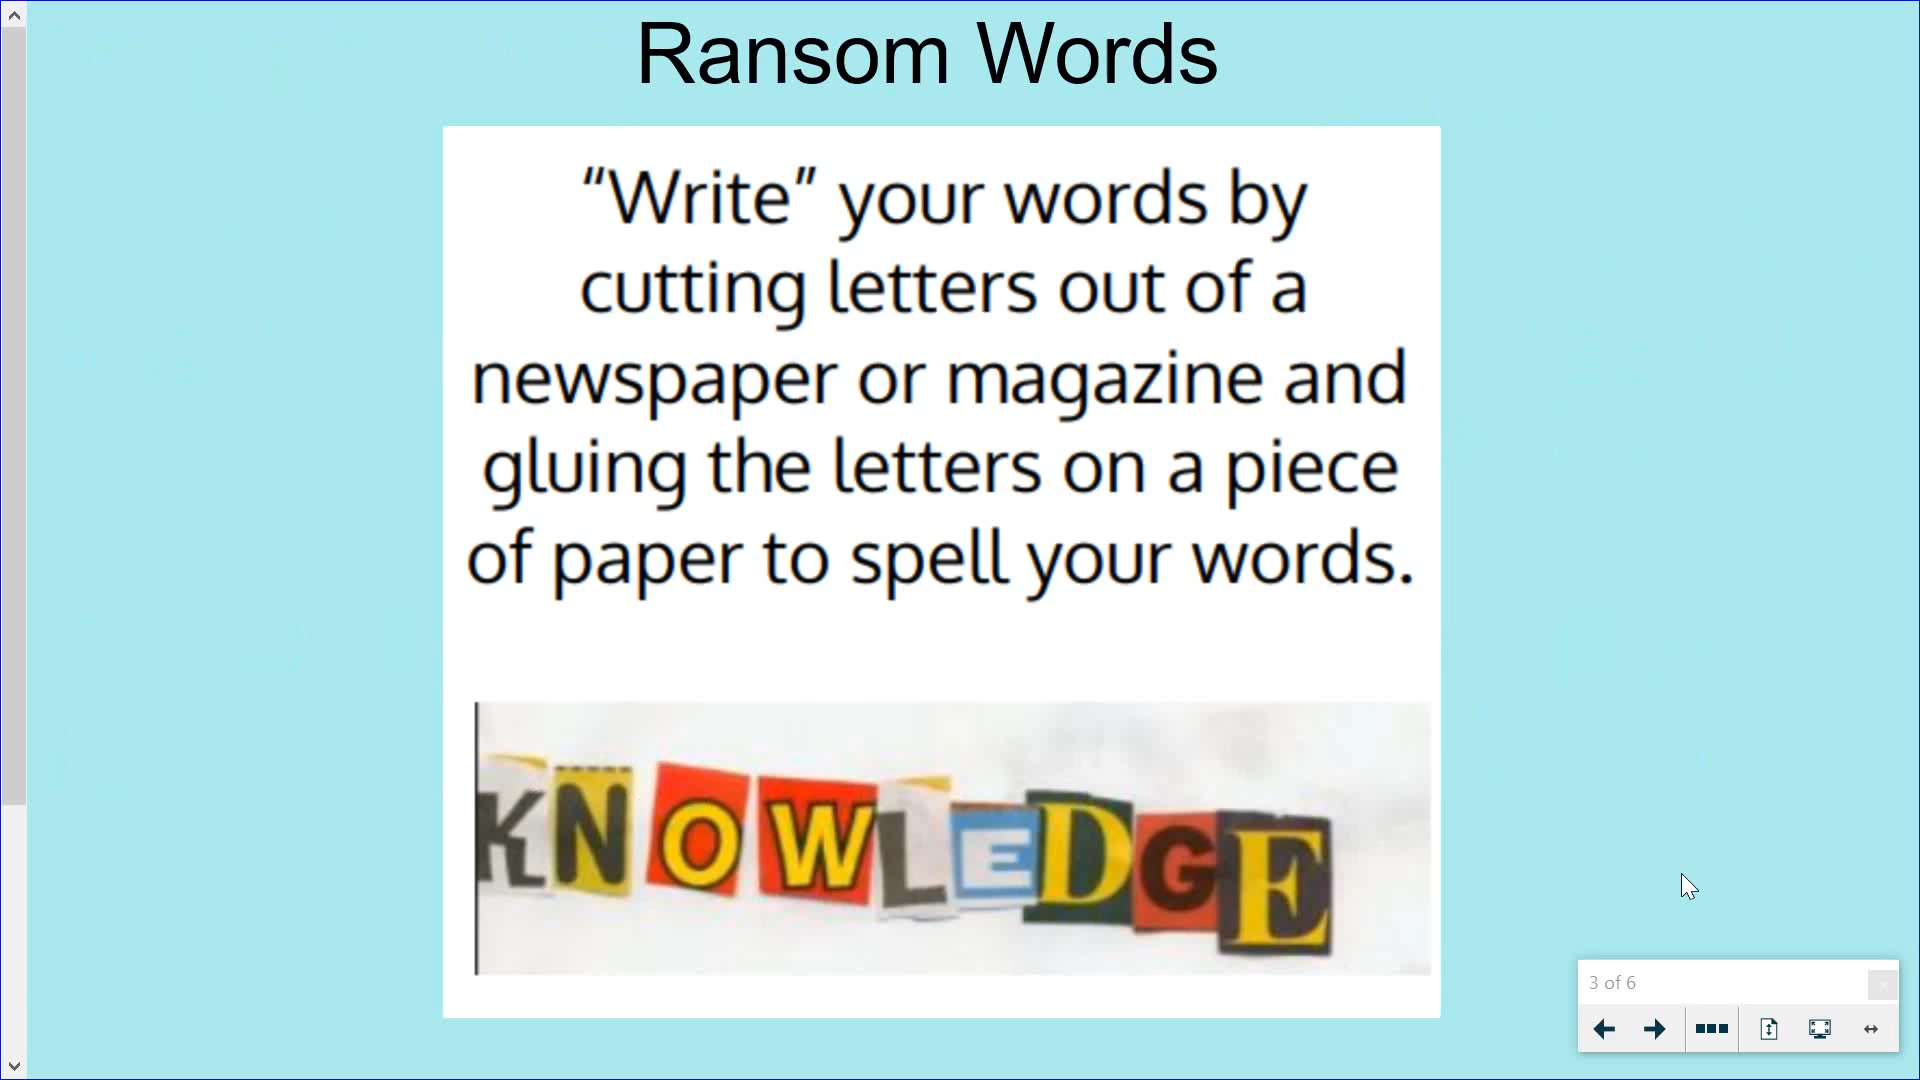 Ransom Words
“Write” your words by
cutting letters out of a
newspaper or magazine and
gluing the letters on a piece
of paper to spell your words.
KNOWLEDGE
3 of 6